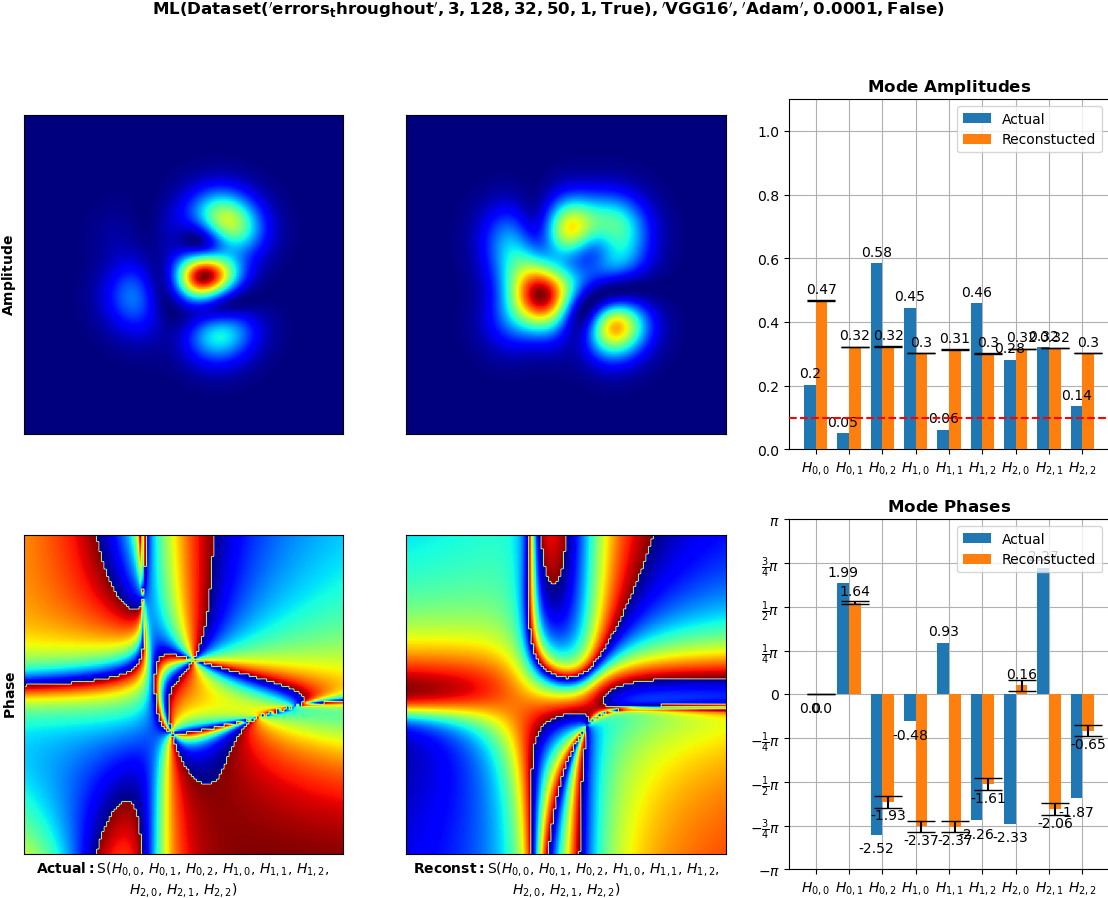 ML(Dataset('errors_throughout', 3, 128, 32, 50, 1, True), 'VGG16', 'Adam', 0.0001, False)
Amplitude
Mode Amplitudes
Actual
Reconstucted
1.0
0.8
0.6
0.4
0.2
0.0
0.2
0.47
0.05
0.32
0.58
0.32
0.45
0.3
0.06
0.31
0.46
0.3
0.28
0.32
0.32
0.32
0.14
0.3
H0,0 H0,1 H0,2 H1,0 H1,1 H1,2 H2,0 H2,1 H2,2
Phase
Mode Phases
Actual
Reconstucted
π
3/4π
1/2π
1/4π
0
−1/4π
−1/2π
−3/4π
−π
0.0
0.0
1.99
1.64
-2.52
-1.93
-0.48
-2.37
0.93
-2.37
-2.26
-1.61
-2.33
0.16
-2.06
-1.87
-0.65
H0,0 H0,1 H0,2 H1,0 H1,1 H1,2 H2,0 H2,1 H2,2
Actual: S(H0,0, H0,1, H0,2, H1,0, H1,1, H1,2,
H2,0, H2,1, H2,2)
Reconst: S(H0,0, H0,1, H0,2, H1,0, H1,1, H1,2,
H2,0, H2,1, H2,2)